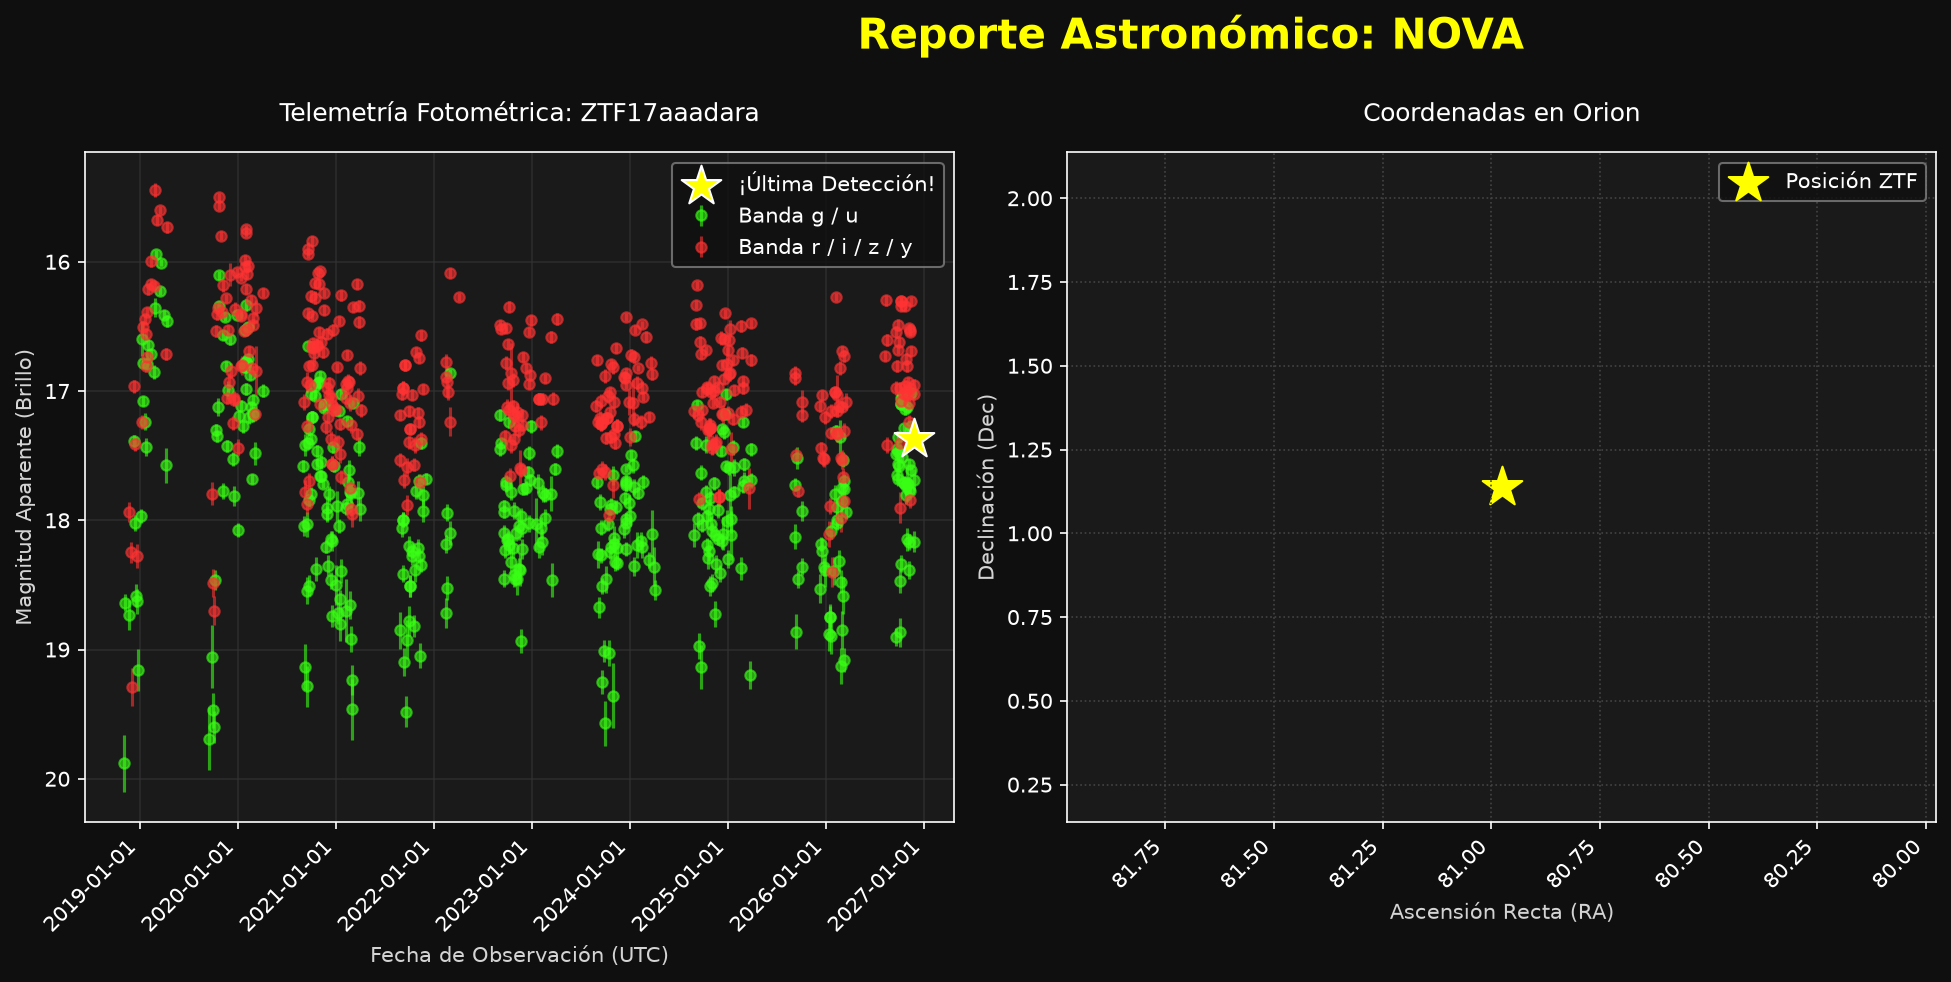 Reporte Astronómico: NOVA
Telemetría Fotométrica: ZTF17aaadara
¡Última Detección!
Banda g / u
Banda r / i / z / y
Magnitud Aparente (Brillo)
16
17
18
19
20
2019-01-01
2020-01-01
2021-01-01
2022-01-01
2023-01-01
2024-01-01
2025-01-01
2026-01-01
2027-01-01
Fecha de Observación (UTC)
Coordenadas en Orion
Posición ZTF
Declinación (Dec)
2.00
1.75
1.50
1.25
1.00
0.75
0.50
0.25
81.75
81.50
81.25
81.00
80.75
80.50
80.25
80.00
Ascensión Recta (RA)